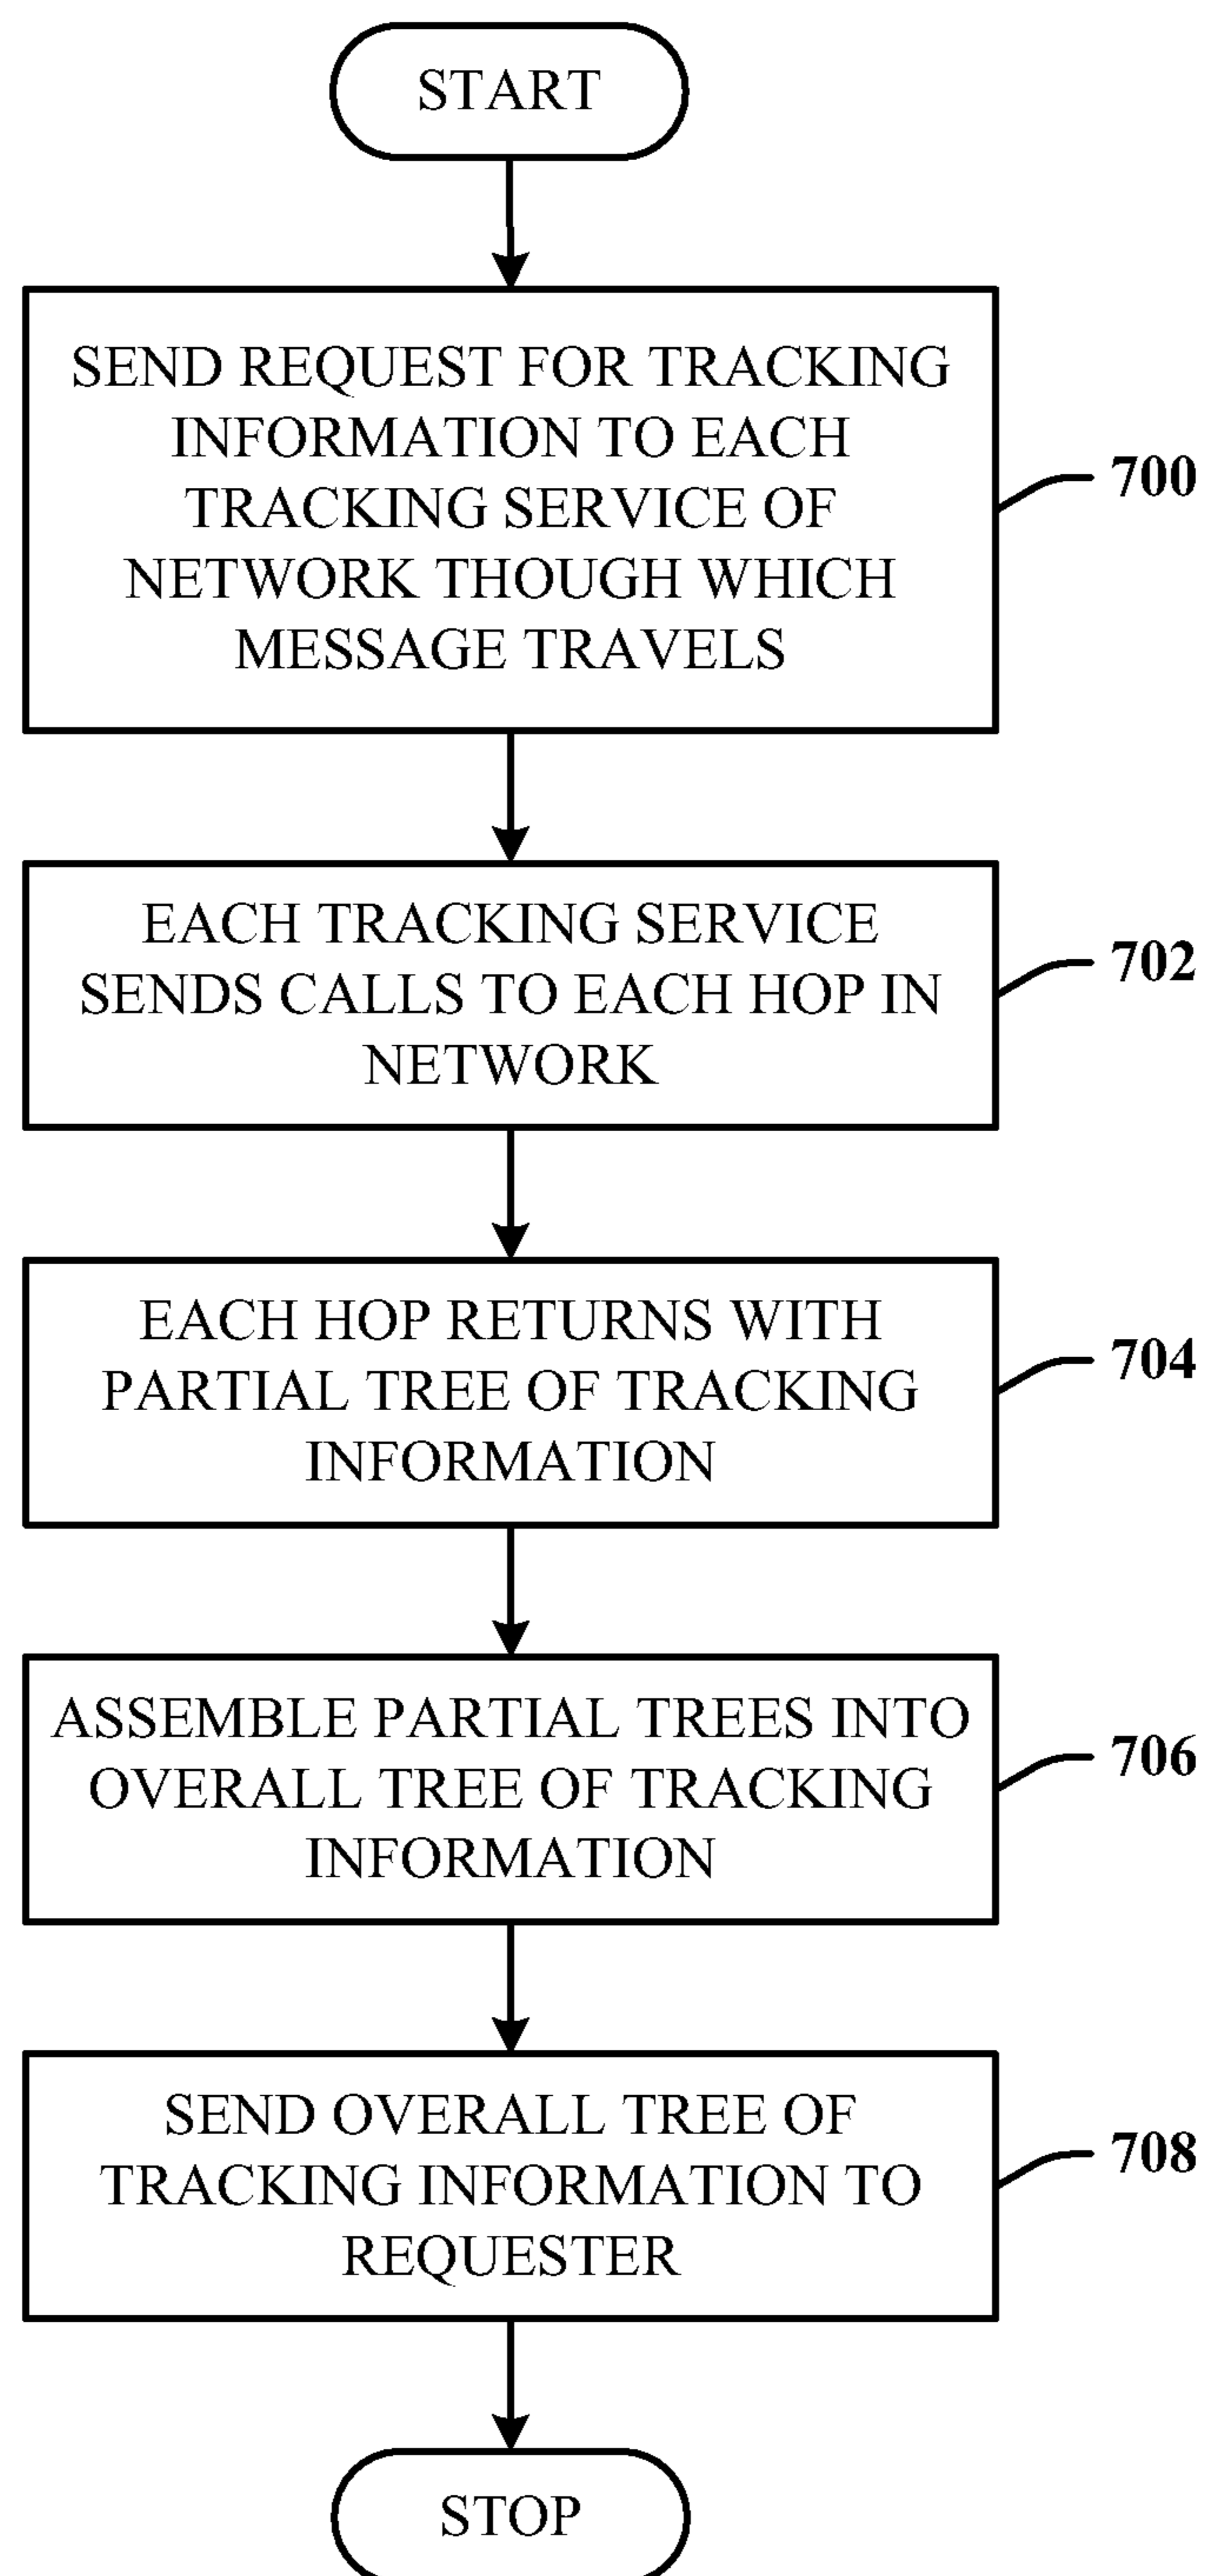 START
SEND REQUEST FOR TRACKING
INFORMATION TO EACH
TRACKING SERVICE OF
NETWORK THOUGH WHICH
MESSAGE TRAVELS
700
EACH TRACKING SERVICE
SENDS CALLS TO EACH HOP IN
NETWORK
702
EACH HOP RETURNS WITH
PARTIAL TREE OF TRACKING
INFORMATION
704
ASSEMBLE PARTIAL TREES INTO
OVERALL TREE OF TRACKING
INFORMATION
706
SEND OVERALL TREE OF
TRACKING INFORMATION TO
REQUESTER
708
STOP